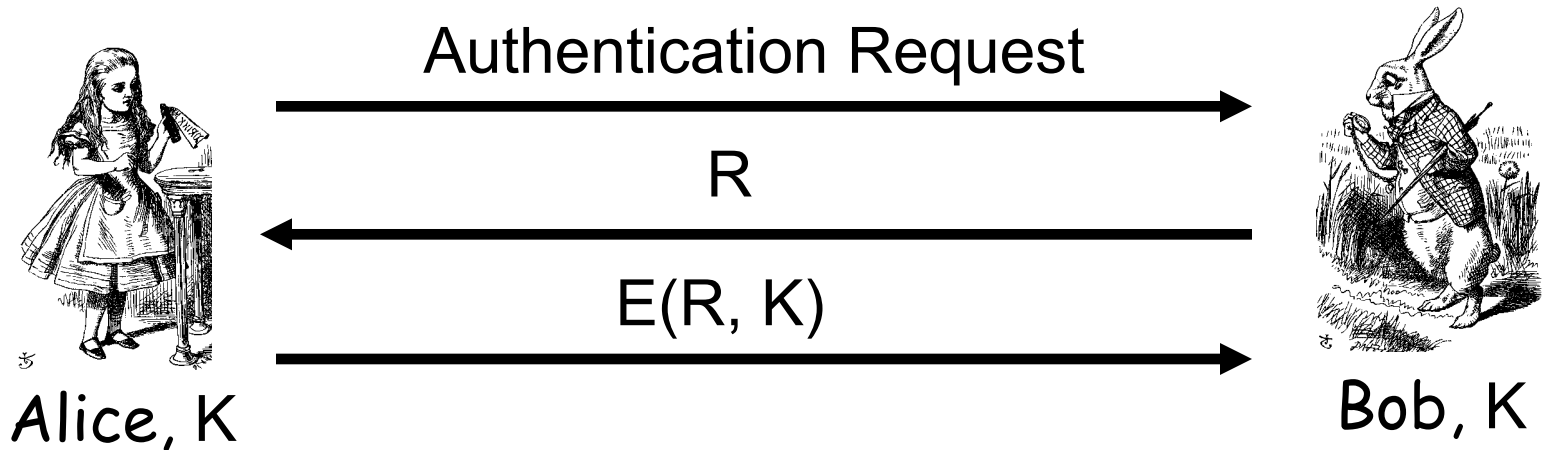 Authentication Request
R
E(R, K)
Alice, K
Bob, K